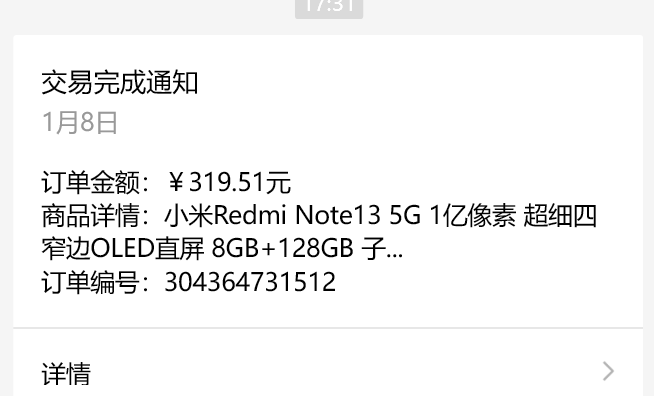 17:31
交易完成通知
1月8日
订单金额：￥319.51元
商品详情：小米Redmi Note13 5G 1亿像素 超细四
窄边OLED直屏 8GB+128GB 子...
订单编号：304364731512
详情